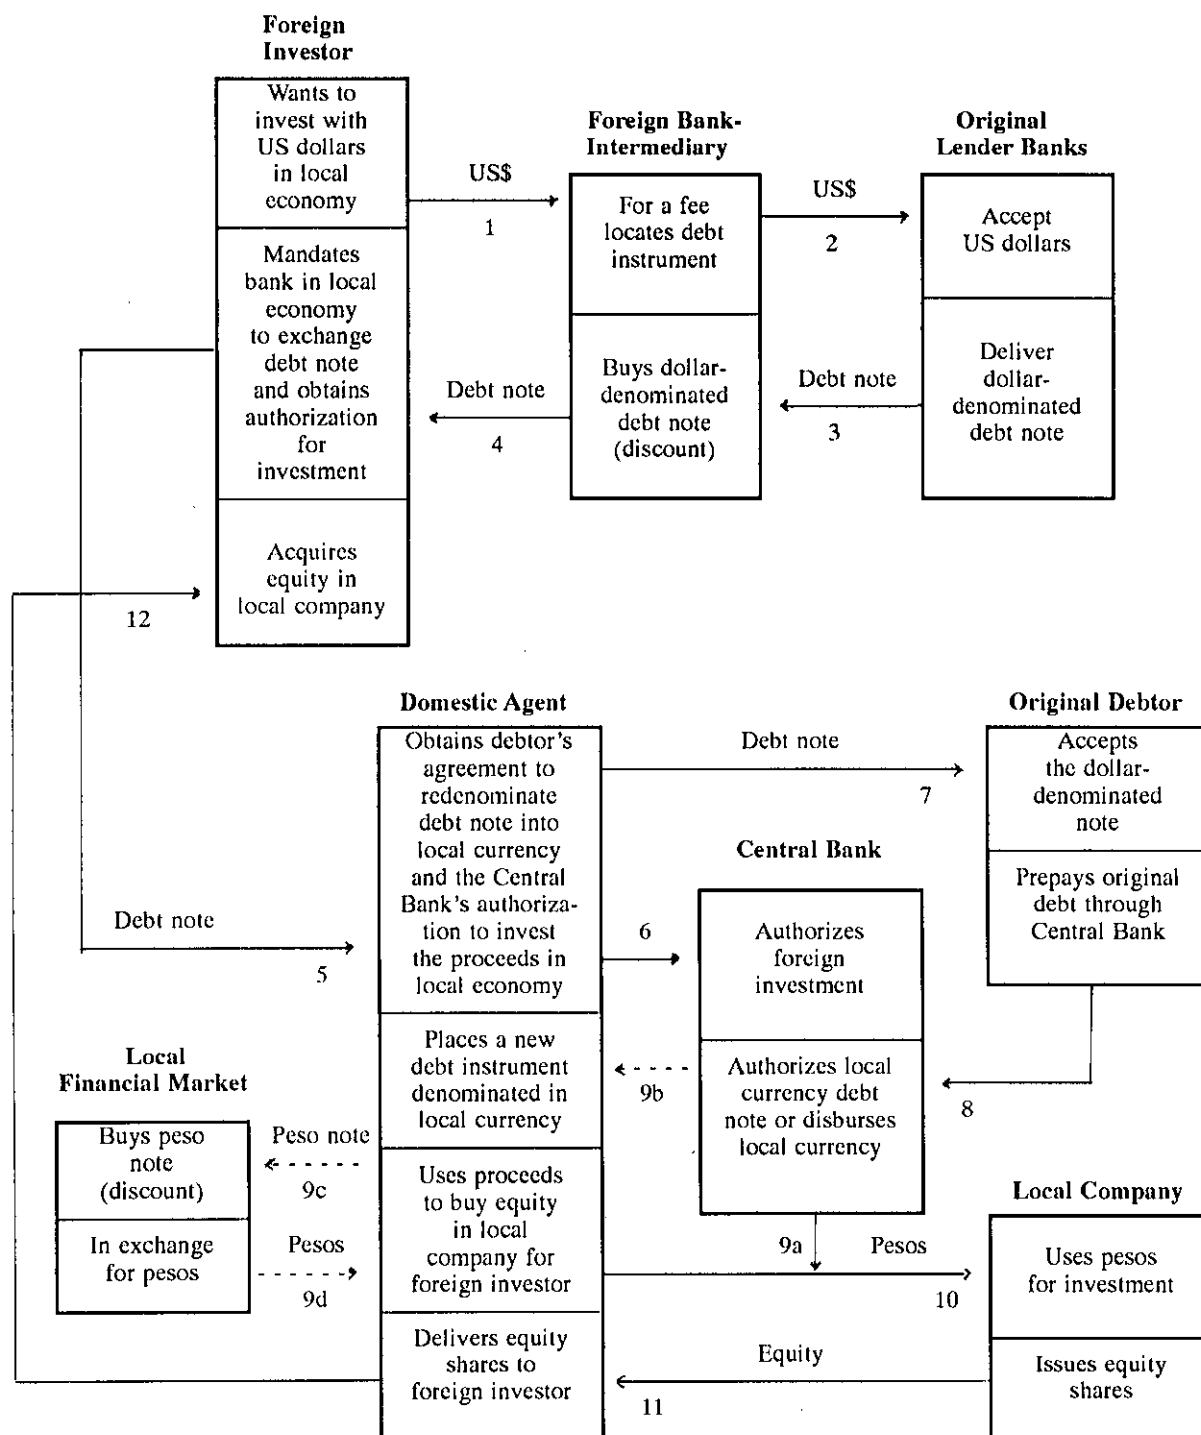 Foreign
Investor
Wants to
invest with
US dollars
in local
economy
Mandates
bank in local
economy
to exchange
debt note
and obtains
authorization
for
investment
Acquires
equity in
local company
US$
1
Foreign Bank-
Intermediary
For a fee
locates debt
instrument
Buys dollar-
denominated
debt note
(discount)
US$
2
Original
Lender Banks
Accept
US dollars
Deliver
dollar-
denominated
debt note
Debt note
3
Debt note
4
12
Debt note
5
Domestic Agent
Obtains debtor's
agreement to
redenominate
debt note into
local currency
and the Central
Bank's authoriza-
tion to invest
the proceeds in
local economy
Places a new
debt instrument
denominated in
local currency
Uses proceeds
to buy equity
in local
company for
foreign investor
Delivers equity
shares to
foreign investor
Debt note
7
Original Debtor
Accepts
the dollar-
denominated
note
Prepays original
debt through
Central Bank
6
Central Bank
Authorizes
foreign
investment
Authorizes local
currency debt
note or disburses
local currency
8
9b
Local
Financial Market
Buys peso
note
(discount)
In exchange
for pesos
Peso note
9c
Pesos
9d
9a
Pesos
10
Local Company
Uses pesos
for investment
Issues equity
shares
Equity
11